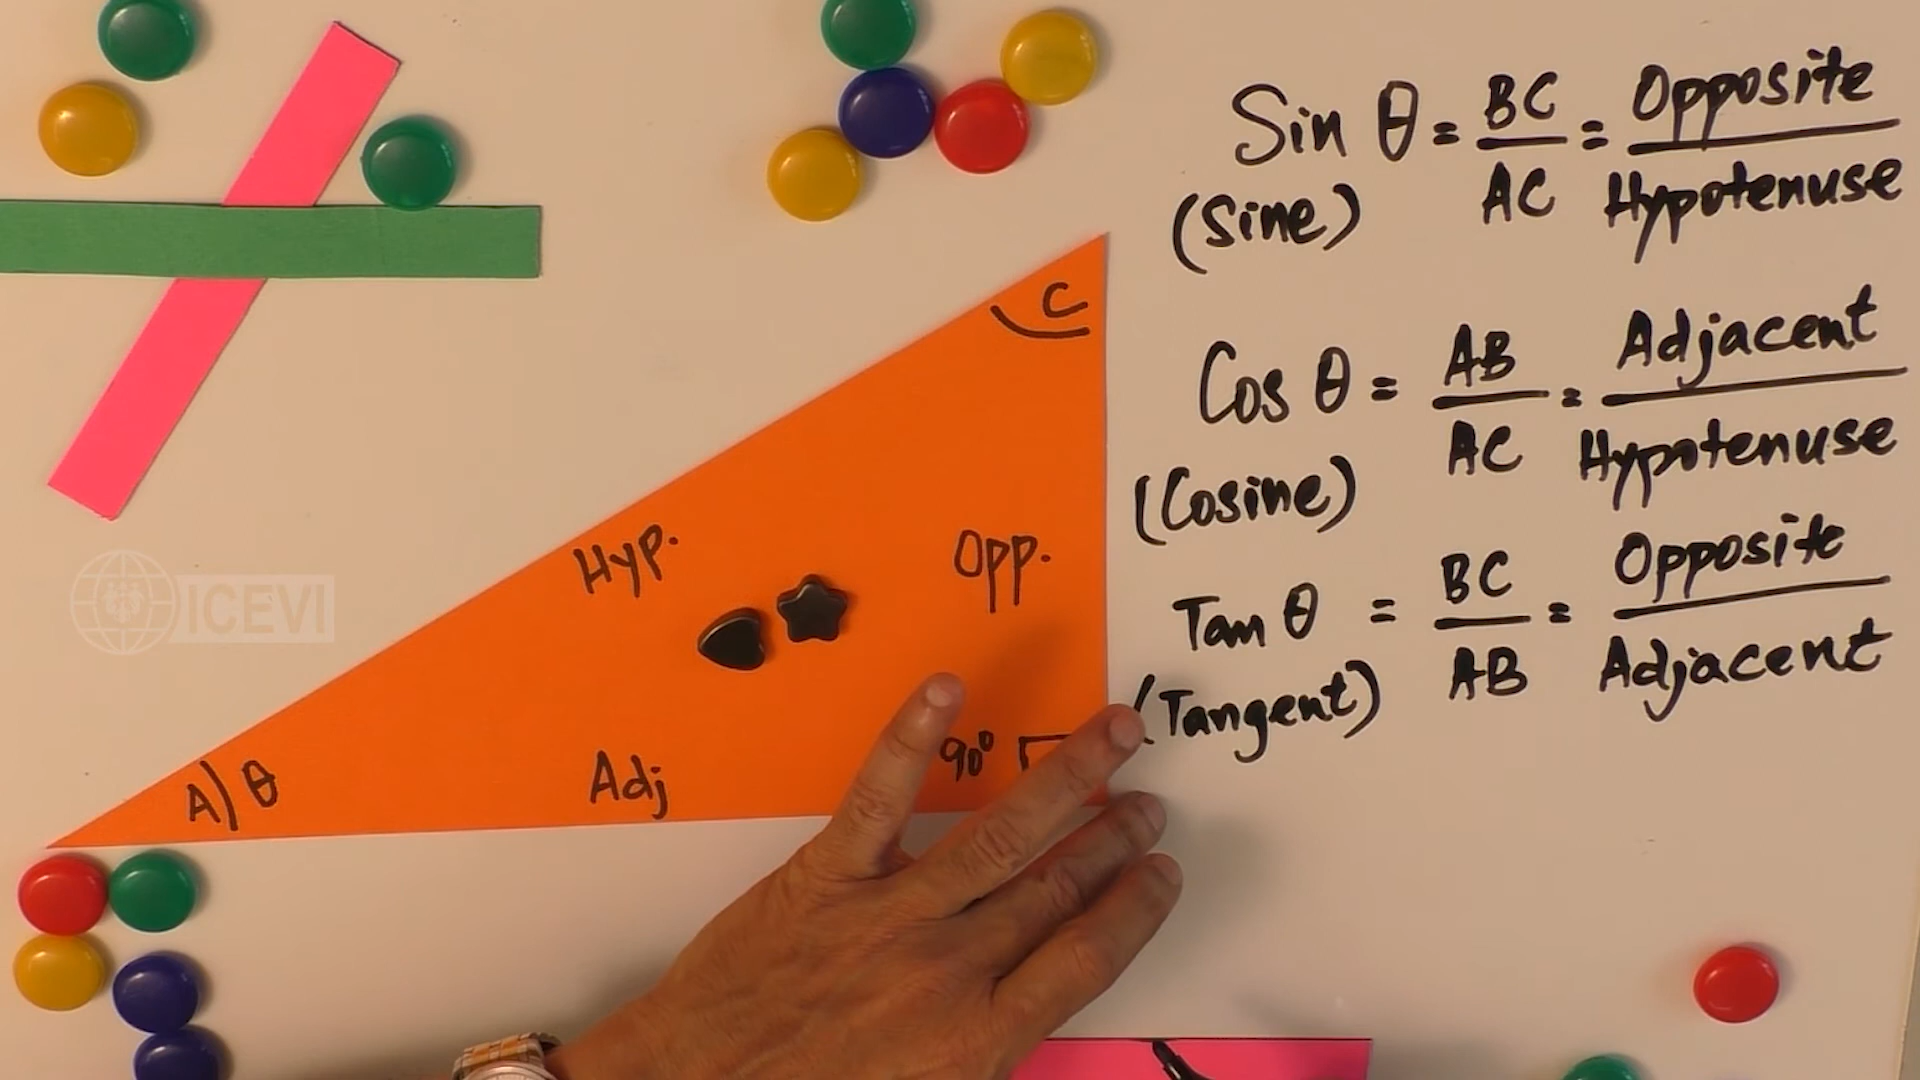 Sin θ = BC / AC = Opposite / Hypotenuse
(Sine)
Cos θ = AB / AC = Adjacent / Hypotenuse
(Cosine)
Tan θ = BC / AB = Opposite / Adjacent
(Tangent)
C
Hyp.
Opp.
90°
A) θ
Adj
ICEVI